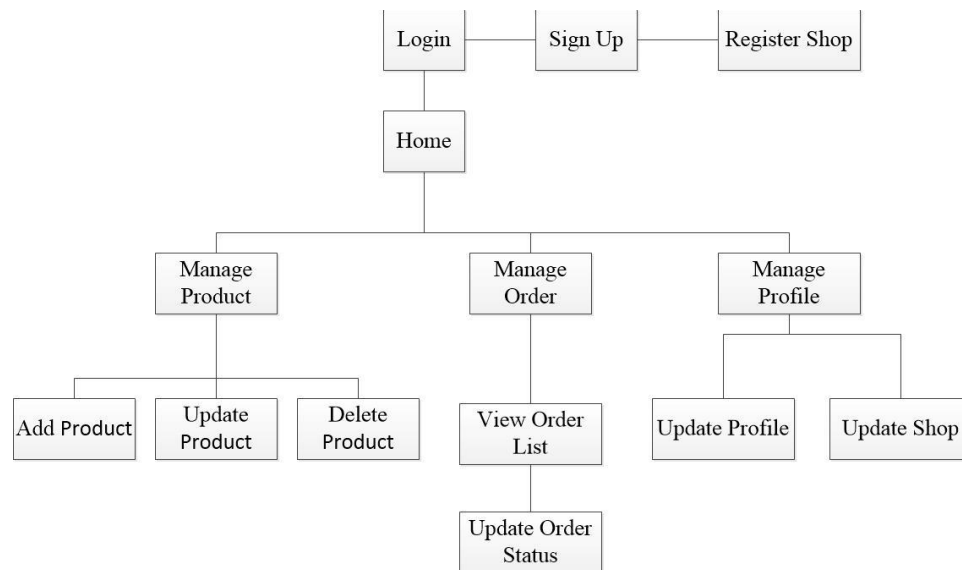 Login
Sign Up
Register Shop
Home
Manage
Product
Manage
Order
Manage
Profile
Add Product
Update
Product
Delete
Product
View Order
List
Update Profile
Update Shop
Update Order
Status